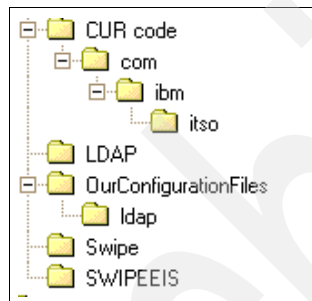 CUR code
com
ibm
itso
LDAP
OurConfigurationFiles
ldap
Swipe
SWIPEEIS